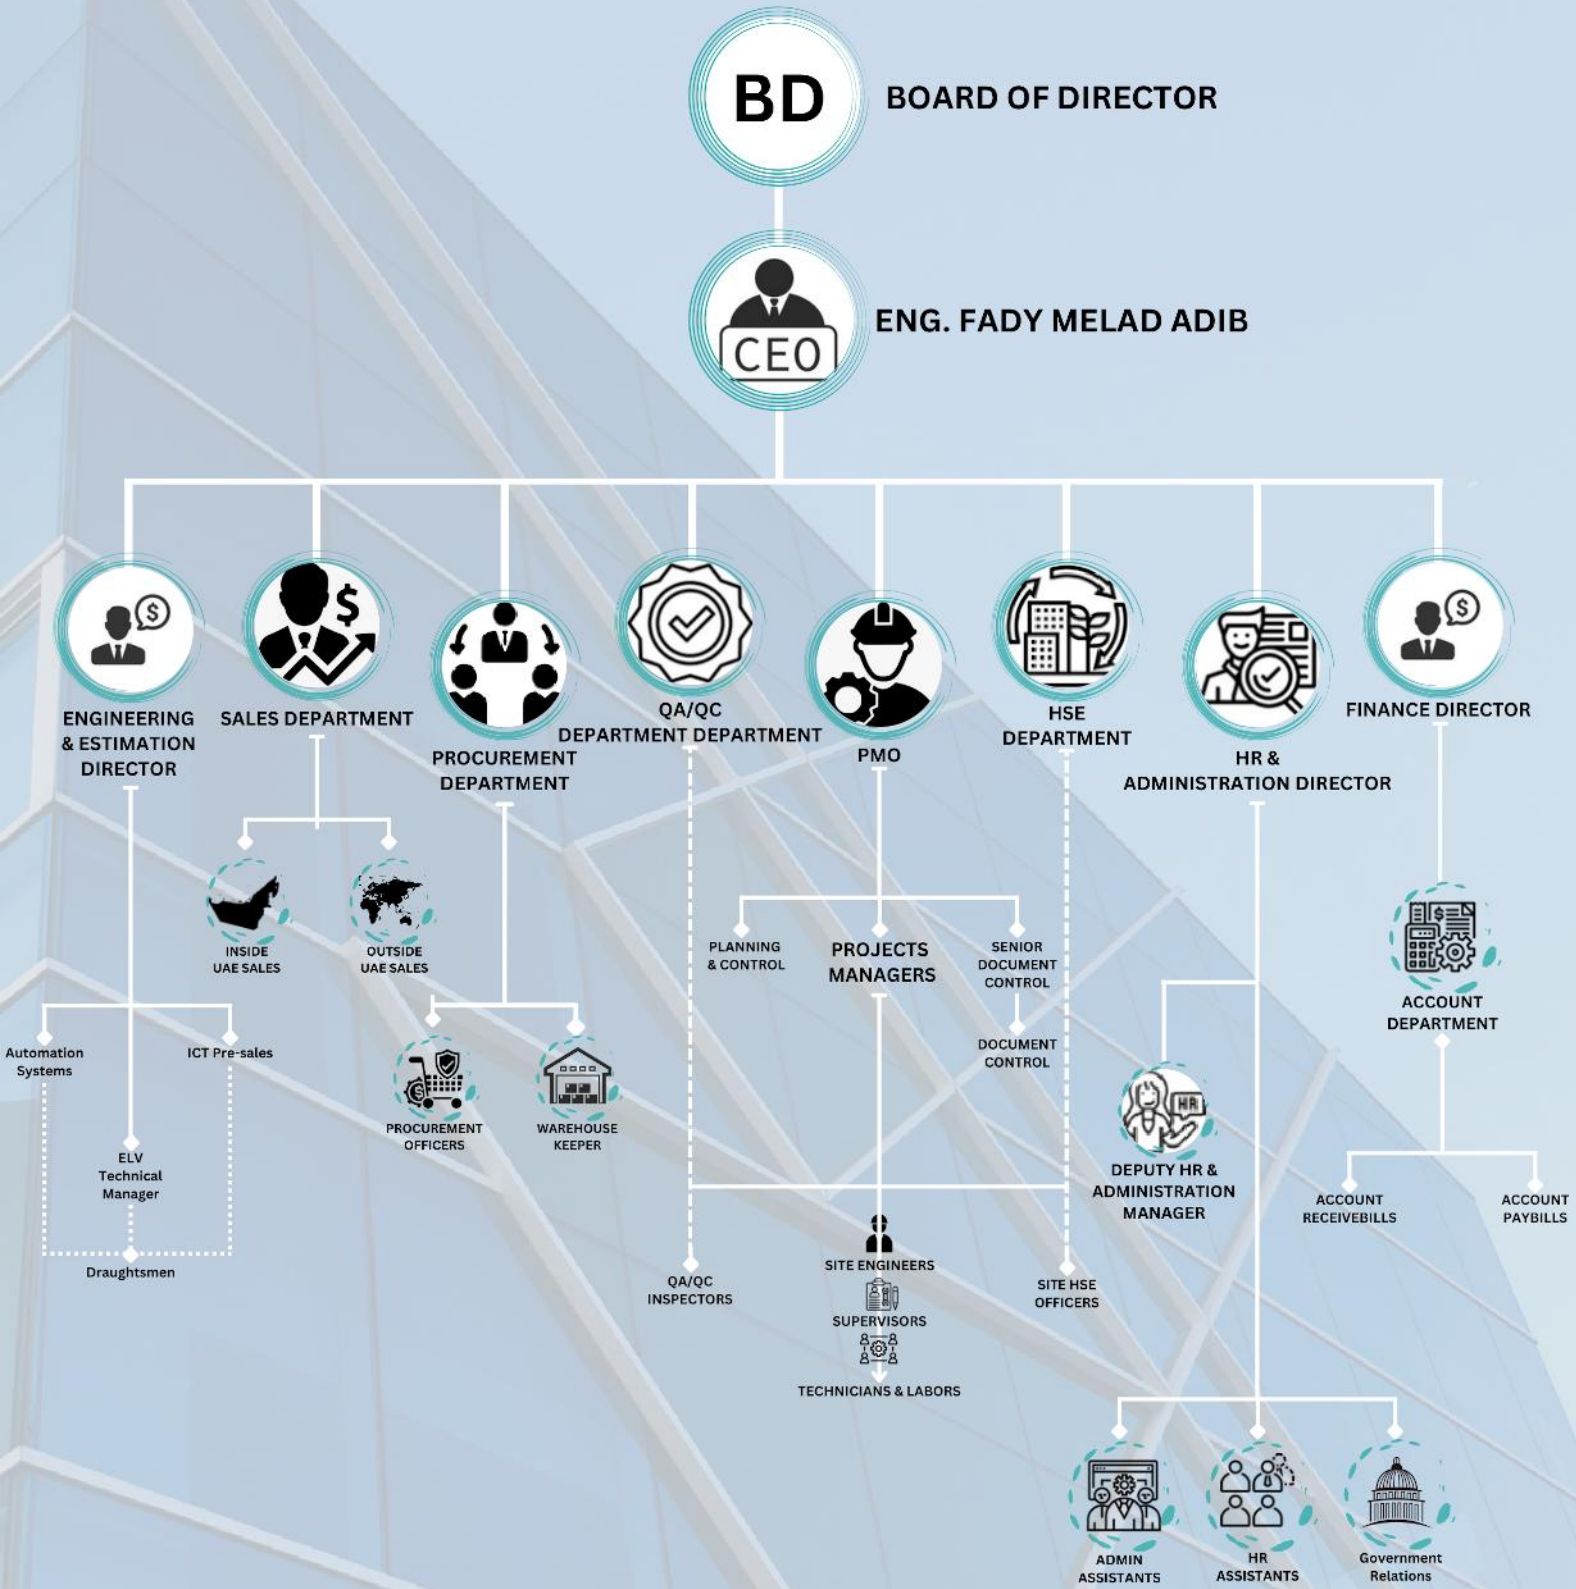 BD
BOARD OF DIRECTOR
CEO
ENG. FADY MELAD ADIB
ENGINEERING
& ESTIMATION
DIRECTOR
SALES DEPARTMENT
PROCUREMENT
DEPARTMENT
QA/QC
DEPARTMENT DEPARTMENT
PMO
HSE
DEPARTMENT
HR &
ADMINISTRATION DIRECTOR
FINANCE DIRECTOR
INSIDE
UAE SALES
OUTSIDE
UAE SALES
PLANNING
& CONTROL
PROJECTS
MANAGERS
SENIOR
DOCUMENT
CONTROL
DOCUMENT
CONTROL
ACCOUNT
DEPARTMENT
Automation
Systems
ICT Pre-sales
ELV
Technical
Manager
Draughtsmen
PROCUREMENT
OFFICERS
WAREHOUSE
KEEPER
HR
DEPUTY HR &
ADMINISTRATION
MANAGER
ACCOUNT
RECEIVEBILLS
ACCOUNT
PAYBILLS
QA/QC
INSPECTORS
SITE ENGINEERS
SUPERVISORS
TECHNICIANS & LABORS
SITE HSE
OFFICERS
ADMIN
ASSISTANTS
HR
ASSISTANTS
Government
Relations